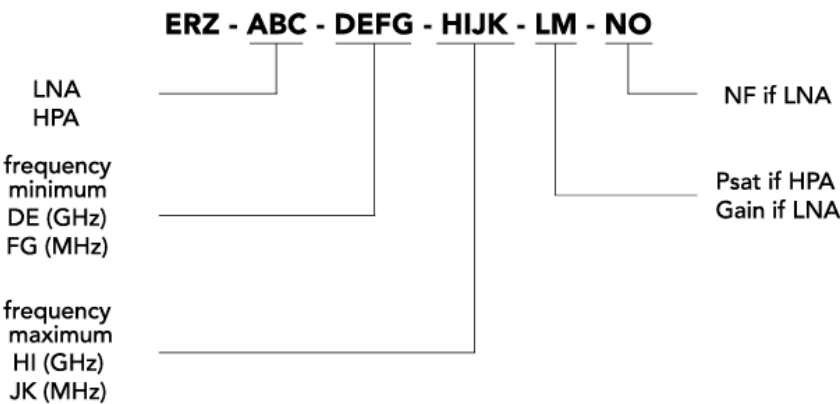 ERZ - ABC - DEFG - HIJK - LM - NO
LNA
HPA
NF if LNA
frequency
minimum
DE (GHz)
FG (MHz)
Psat if HPA
Gain if LNA
frequency
maximum
HI (GHz)
JK (MHz)